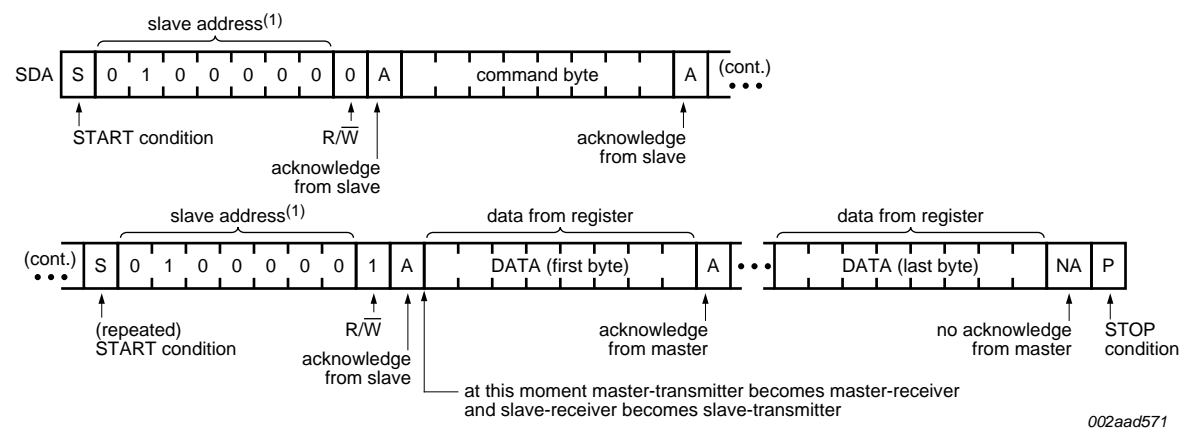 slave address(1)
SDA S 0 1 0 0 0 0 0 0 A command byte A (cont.)
START condition
R/W̅
acknowledge
from slave
acknowledge
from slave
slave address(1)
data from register
data from register
(cont.) S 0 1 0 0 0 0 0 1 A DATA (first byte) A DATA (last byte) NA P
(repeated)
START condition
R/W̅
acknowledge
from slave
acknowledge
from master
no acknowledge
from master
STOP
condition
at this moment master-transmitter becomes master-receiver
and slave-receiver becomes slave-transmitter
002aad571